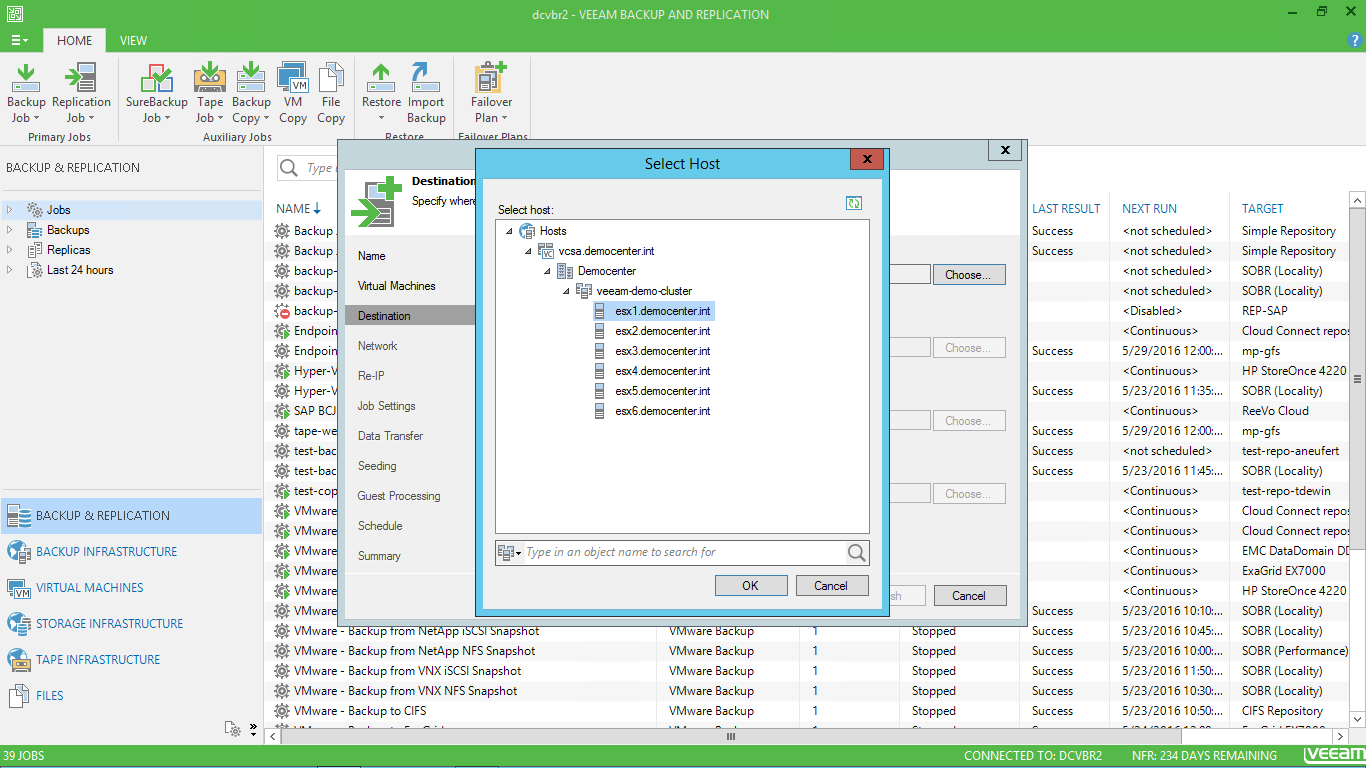 dcvbr2 - VEEAM BACKUP AND REPLICATION
HOME VIEW
Backup Job
Replication Job
Primary Jobs
SureBackup Job
Tape Job
Backup Copy
VM Copy
File Copy
Auxiliary Jobs
Restore
Import Backup
Restore
Failover Plan
Failover Plans
BACKUP & REPLICATION
Jobs
Backups
Replicas
Last 24 hours
BACKUP & REPLICATION
BACKUP INFRASTRUCTURE
VIRTUAL MACHINES
STORAGE INFRASTRUCTURE
TAPE INFRASTRUCTURE
FILES
Type
NAME LAST RESULT NEXT RUN TARGET
Backup Success <not scheduled> Simple Repository
Backup Success <not scheduled> Simple Repository
backup- <not scheduled> SOBR (Locality)
backup- <not scheduled> SOBR (Locality)
backup- <Disabled> REP-SAP
Endpoin <Continuous> Cloud Connect repos
Endpoin Success 5/29/2016 12:00:... mp-gfs
Hyper-V <Continuous> HP StoreOnce 4220
Hyper-V Success 5/23/2016 11:35:... SOBR (Locality)
SAP BCJ <Continuous> ReeVo Cloud
tape-we Success 5/29/2016 12:00:... mp-gfs
test-bac Success <not scheduled> test-repo-aneufert
test-bac Success 5/23/2016 11:45:... SOBR (Locality)
test-cop <Continuous> test-repo-tdewin
VMware <Continuous> Cloud Connect repos
VMware <Continuous> Cloud Connect repos
VMware <Continuous> EMC DataDomain DD
VMware <Continuous> ExaGrid EX7000
VMware <Continuous> HP StoreOnce 4220
VMware Success 5/23/2016 10:10:... SOBR (Locality)
VMware - Backup from NetApp iSCSI Snapshot VMware Backup 1 Stopped Success 5/23/2016 10:45:... SOBR (Locality)
VMware - Backup from NetApp NFS Snapshot VMware Backup 1 Stopped Success 5/23/2016 10:00:... SOBR (Performance)
VMware - Backup from VNX iSCSI Snapshot VMware Backup 1 Stopped Success 5/23/2016 11:50:... SOBR (Locality)
VMware - Backup from VNX NFS Snapshot VMware Backup 1 Stopped Success 5/23/2016 10:30:... SOBR (Locality)
VMware - Backup to CIFS VMware Backup 1 Stopped Success 5/23/2016 10:50:... CIFS Repository
Destination
Specify where
Name
Virtual Machines
Destination
Network
Re-IP
Job Settings
Data Transfer
Seeding
Guest Processing
Schedule
Summary
Choose...
Choose...
Choose...
Choose...
sh Cancel
Select Host
Select host:
Hosts
vcsa.democenter.int
Democenter
veeam-demo-cluster
esx1.democenter.int
esx2.democenter.int
esx3.democenter.int
esx4.democenter.int
esx5.democenter.int
esx6.democenter.int
Type in an object name to search for
OK Cancel
39 JOBS CONNECTED TO: DCVBR2 NFR: 234 DAYS REMAINING veeam